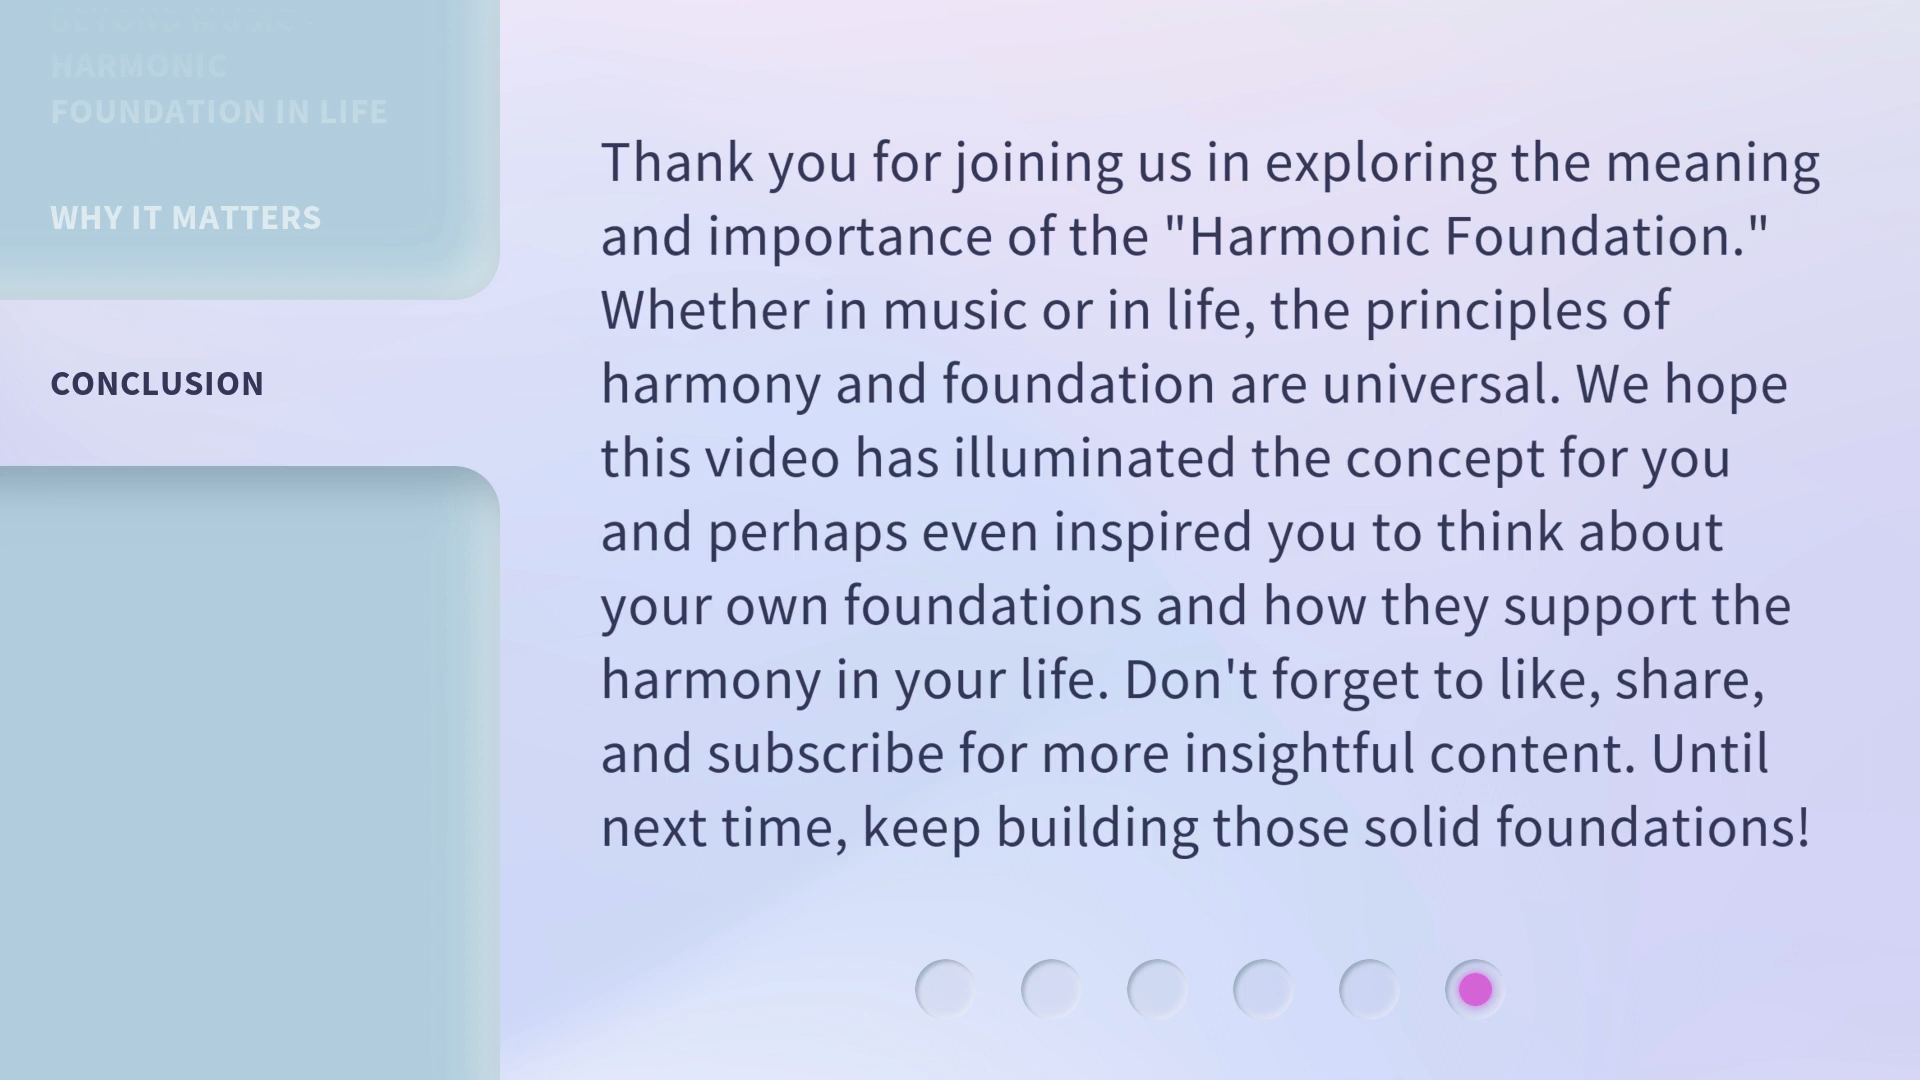 BEYOND MUSIC-
HARMONIC
FOUNDATION IN LIFE
WHY IT MATTERS
CONCLUSION
Thank you for joining us in exploring the meaning
and importance of the "Harmonic Foundation."
Whether in music or in life, the principles of
harmony and foundation are universal. We hope
this video has illuminated the concept for you
and perhaps even inspired you to think about
your own foundations and how they support the
harmony in your life. Don't forget to like, share,
and subscribe for more insightful content. Until
next time, keep building those solid foundations!